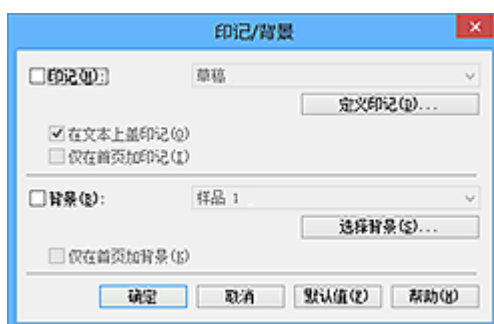 印记/背景
印记(M):
草稿
定义印记(D)...
在文本上盖印记(O)
仅在首页加印记(I)
背景(R):
样品 1
选择背景(S)...
仅在首页加背景(E)
确定 取消 默认值(Z) 帮助(H)